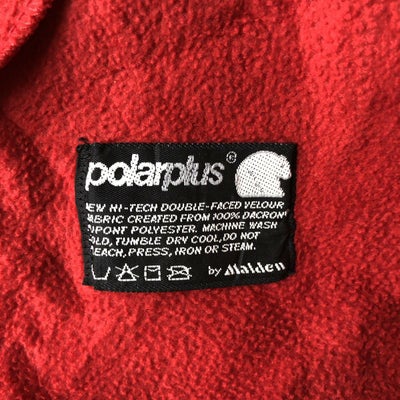 polarplus®
NEW HI-TECH DOUBLE-FACED VELOUR
FABRIC CREATED FROM 100% DACRON®
DUPONT POLYESTER. MACHINE WASH
COLD, TUMBLE DRY COOL, DO NOT
BLEACH, PRESS, IRON OR STEAM.
by Malden